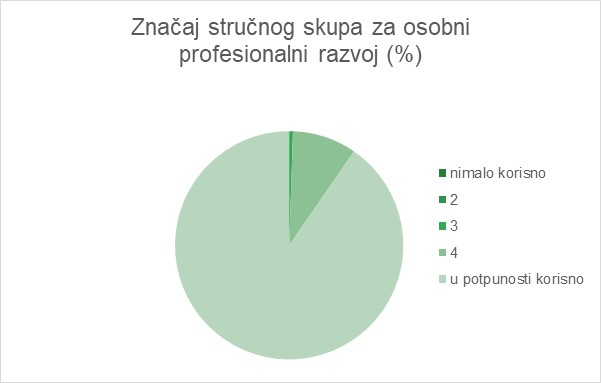 Značaj stručnog skupa za osobni
profesionalni razvoj (%)
nimalo korisno
2
3
4
u potpunosti korisno